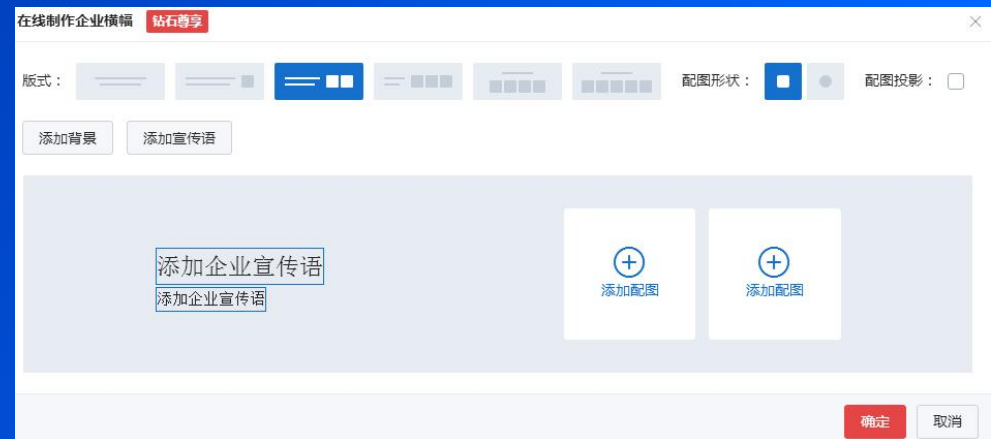 在线制作企业横幅 钻石尊享
版式：
配图形状：
配图投影：
添加背景 添加宣传语
添加企业宣传语
添加企业宣传语
添加配图 添加配图
确定 取消